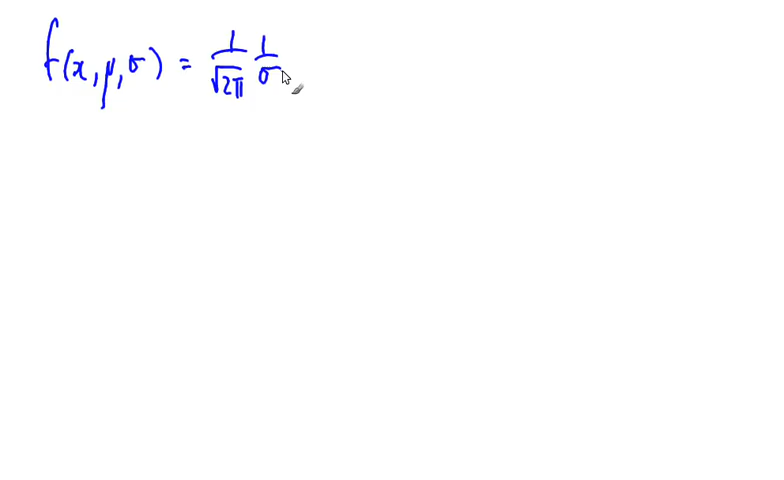 f(x, μ, σ) = 1/√2π 1/σ